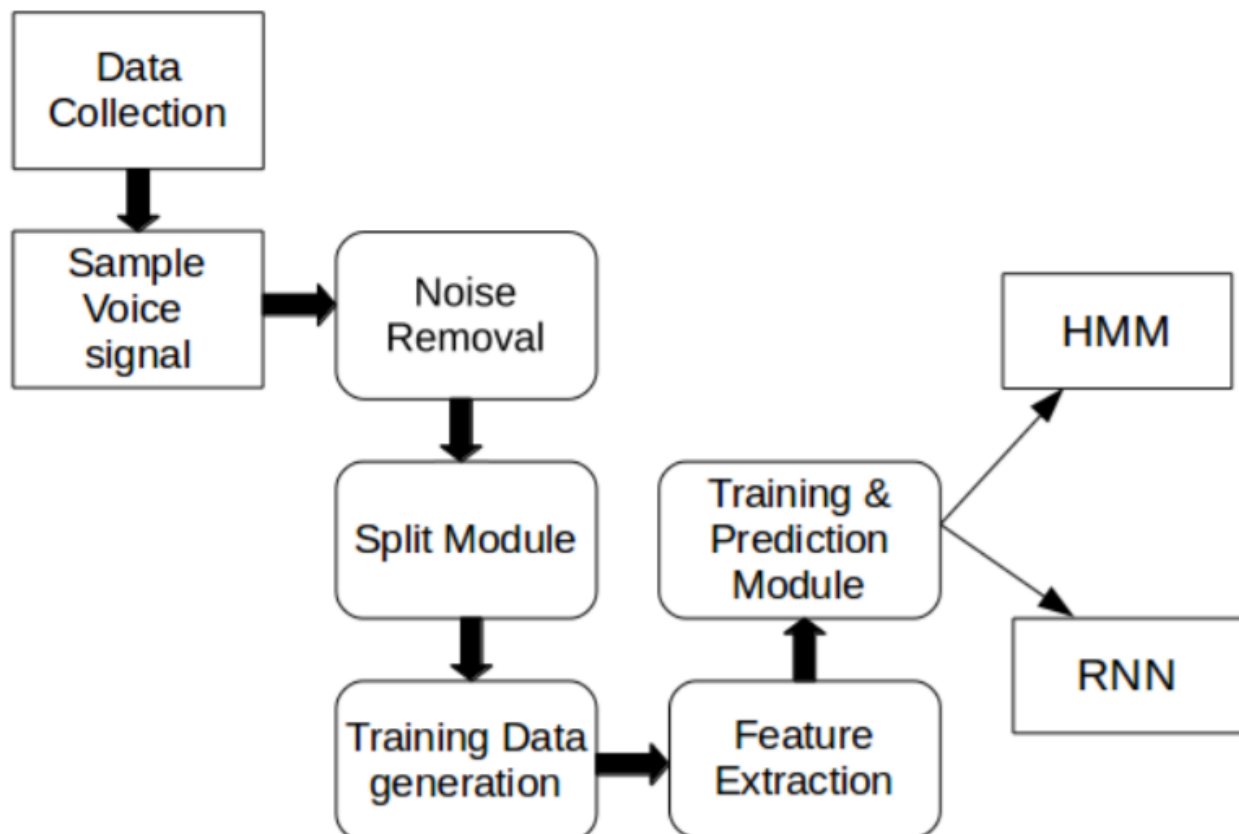 Data
Collection
Sample
Voice
signal
Noise
Removal
Split Module
Training Data
generation
Feature
Extraction
Training &
Prediction
Module
HMM
RNN